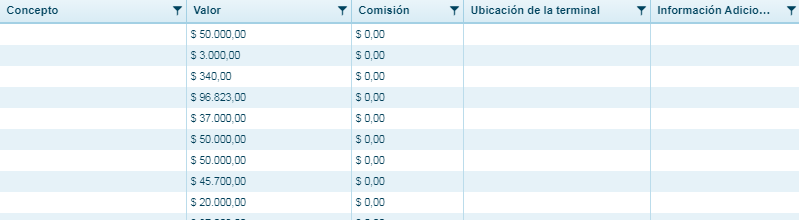 Concepto Valor Comisión Ubicación de la terminal Información Adicio...
$ 50.000,00 $ 0,00
$ 3.000,00 $ 0,00
$ 340,00 $ 0,00
$ 96.823,00 $ 0,00
$ 37.000,00 $ 0,00
$ 50.000,00 $ 0,00
$ 50.000,00 $ 0,00
$ 45.700,00 $ 0,00
$ 20.000,00 $ 0,00